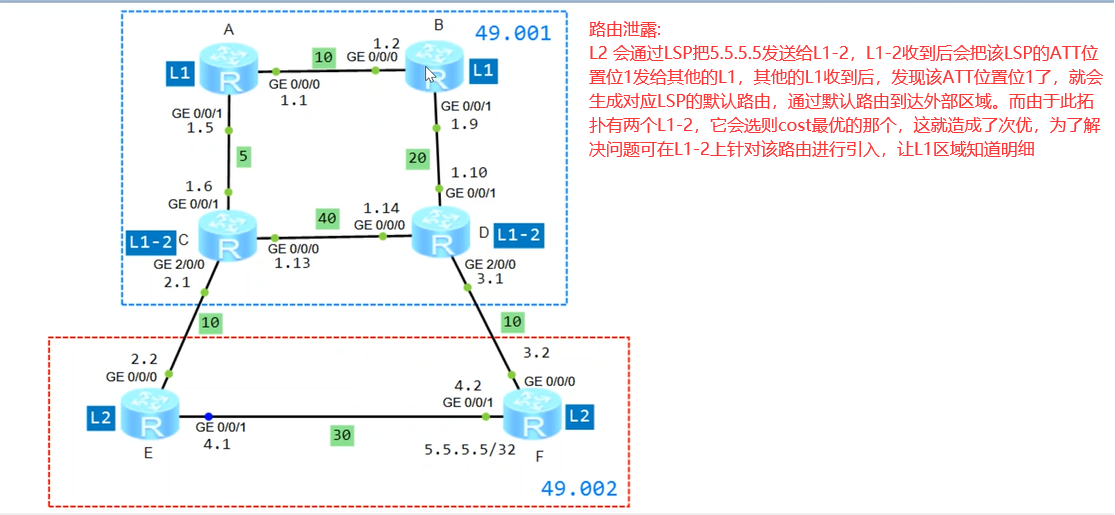 路由泄露:
L2 会通过LSP把5.5.5.5发送给L1-2，L1-2收到后会把该LSP的ATT位
置位1发给其他的L1，其他的L1收到后，发现该ATT位置位1了，就会
生成对应LSP的默认路由，通过默认路由到达外部区域。而由于此拓
扑有两个L1-2，它会选则cost最优的那个，这就造成了次优，为了解
决问题可在L1-2上针对该路由进行引入，让L1区域知道明细
49.001
A
B
L1
R
GE 0/0/0
1.1
10
1.2
GE 0/0/0
R
L1
GE 0/0/1
1.5
GE 0/0/1
1.9
5
20
1.6
GE 0/0/1
1.10
GE 0/0/1
L1-2
C
R
GE 0/0/0
1.13
40
1.14
GE 0/0/0
R
D
L1-2
GE 2/0/0
2.1
GE 2/0/0
3.1
10
10
2.2
GE 0/0/0
3.2
GE 0/0/0
L2
R
E
GE 0/0/1
4.1
30
4.2
GE 0/0/1
R
L2
5.5.5.5/32
F
49.002